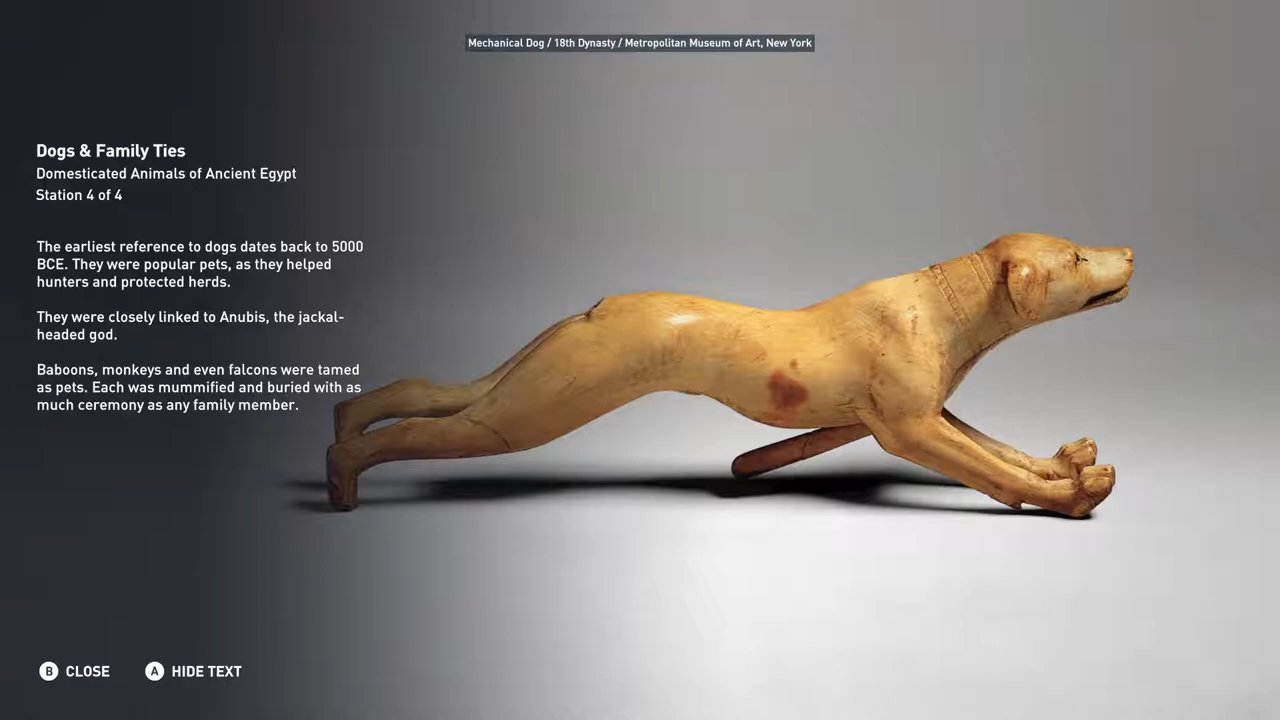 Mechanical Dog / 18th Dynasty / Metropolitan Museum of Art, New York
Dogs & Family Ties
Domesticated Animals of Ancient Egypt
Station 4 of 4
The earliest reference to dogs dates back to 5000
BCE. They were popular pets, as they helped
hunters and protected herds.
They were closely linked to Anubis, the jackal-
headed god.
Baboons, monkeys and even falcons were tamed
as pets. Each was mummified and buried with as
much ceremony as any family member.
B CLOSE A HIDE TEXT